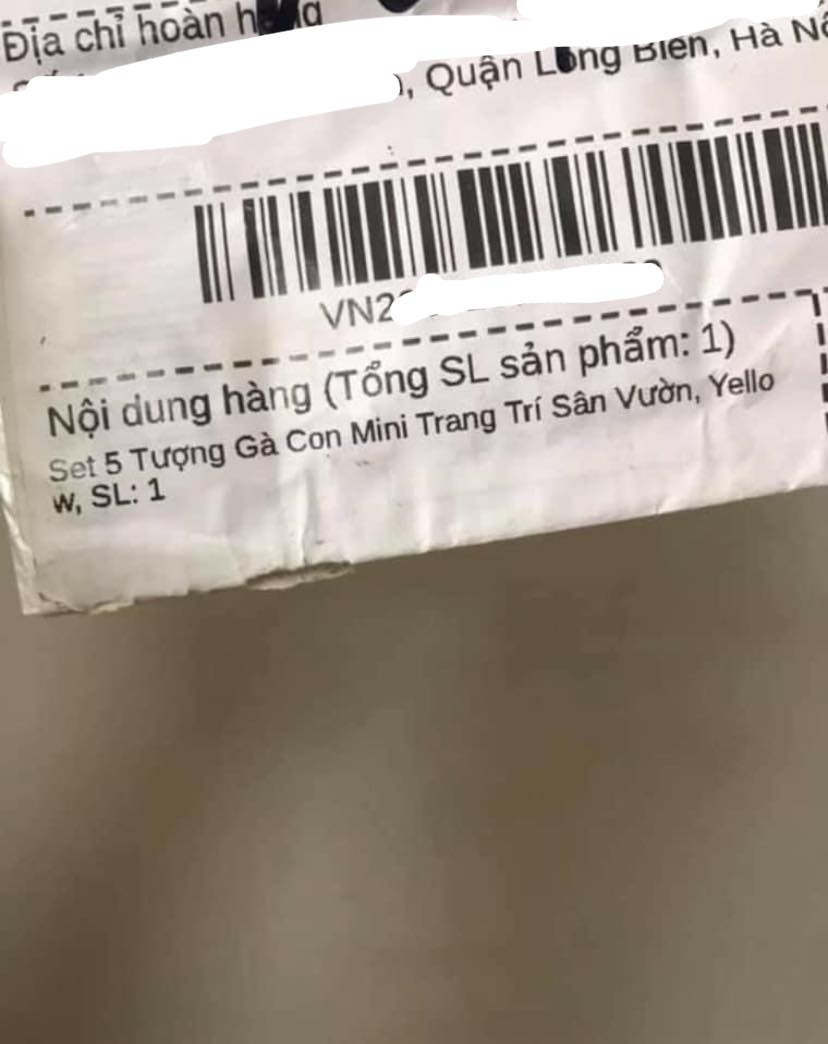 Địa chỉ hoàn
, Quận Long Biên, Hà
VN2
Nội dung hàng (Tổng SL sản phẩm: 1)
Set 5 Tượng Gà Con Mini Trang Trí Sân Vườn, Yello
w, SL: 1